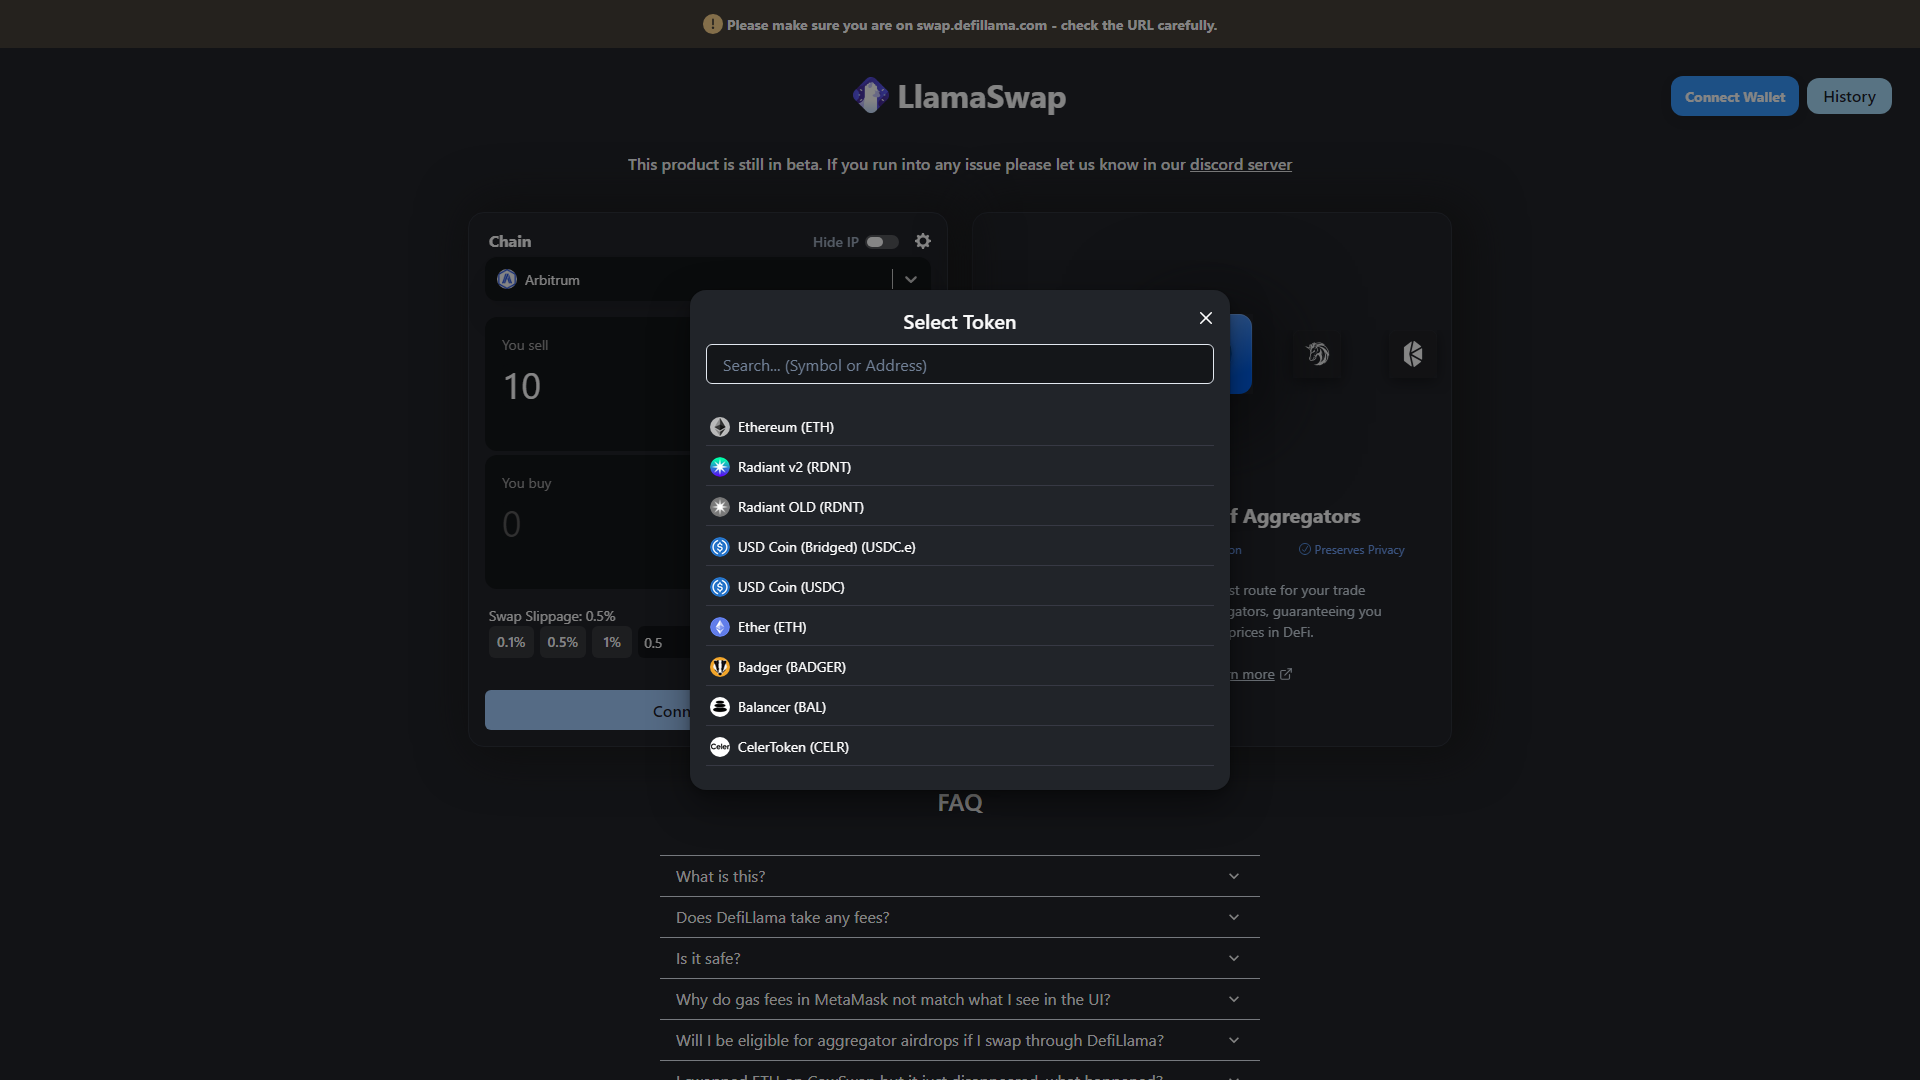 Please make sure you are on swap.defillama.com - check the URL carefully.
LlamaSwap
Connect Wallet
History
This product is still in beta. If you run into any issue please let us know in our discord server
Chain
Hide IP
Arbitrum
You sell
10
You buy
0
Swap Slippage: 0.5%
0.1%
0.5%
1%
0.5
Select Token
Search... (Symbol or Address)
Ethereum (ETH)
Radiant v2 (RDNT)
Radiant OLD (RDNT)
USD Coin (Bridged) (USDC.e)
USD Coin (USDC)
Ether (ETH)
Badger (BADGER)
Balancer (BAL)
Celer
CelerToken (CELR)
Aggregators
Preserves Privacy
route for your trade
guaranteeing you
prices in DeFi.
more
FAQ
What is this?
Does DefiLlama take any fees?
Is it safe?
Why do gas fees in MetaMask not match what I see in the UI?
Will I be eligible for aggregator airdrops if I swap through DefiLlama?